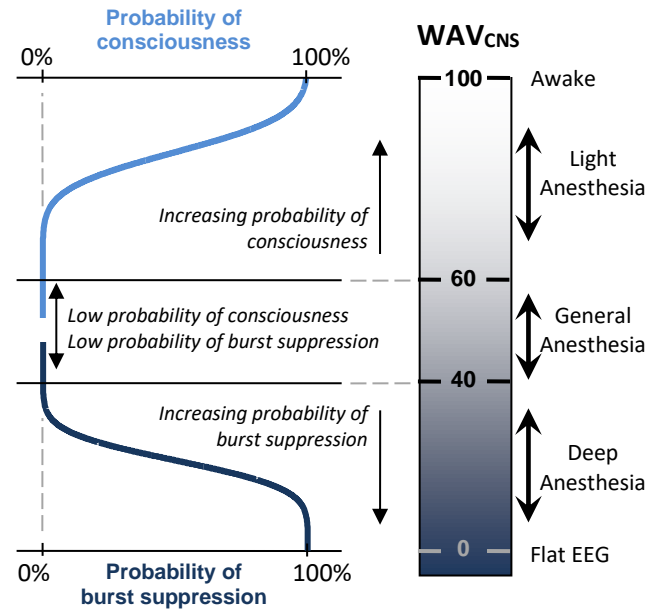 Probability of
consciousness
0%
100%
WAVCNS
100
Awake
Light
Anesthesia
Increasing probability of
consciousness
60
Low probability of consciousness
Low probability of burst suppression
General
Anesthesia
40
Increasing probability of
burst suppression
Deep
Anesthesia
0
Flat EEG
0%
Probability of
burst suppression
100%